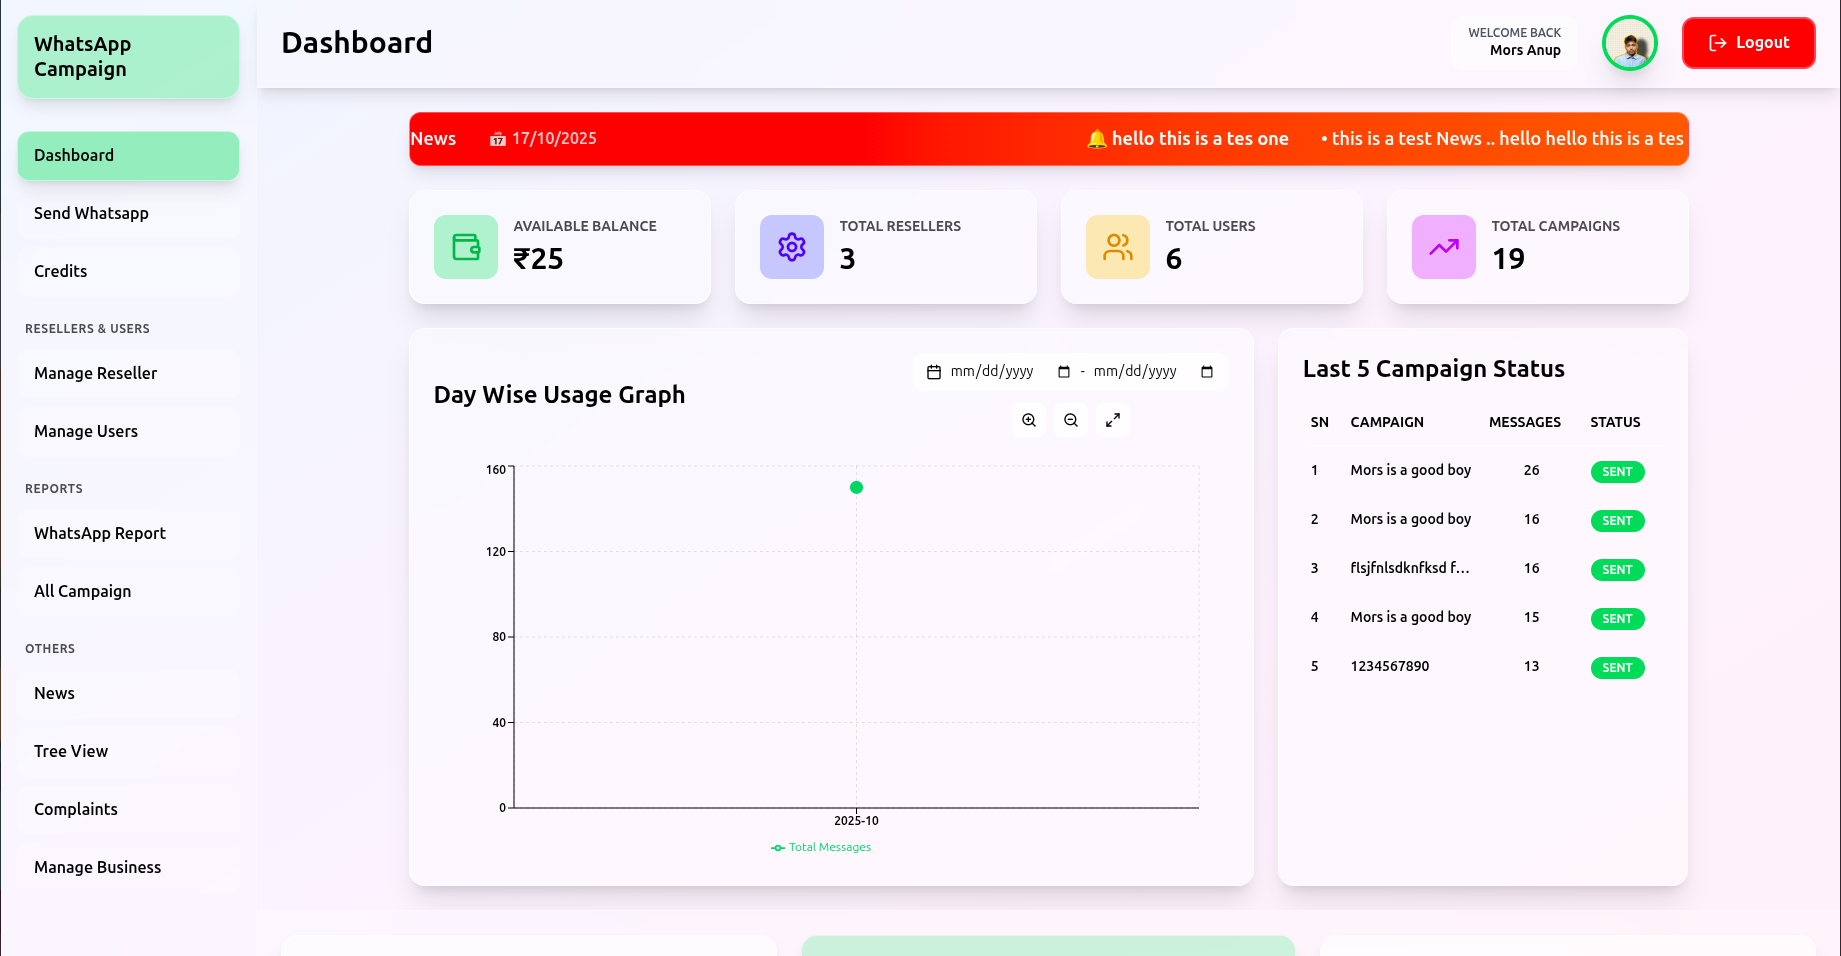 WhatsApp
Campaign
Dashboard
Send Whatsapp
Credits
RESELLERS & USERS
Manage Reseller
Manage Users
REPORTS
WhatsApp Report
All Campaign
OTHERS
News
Tree View
Complaints
Manage Business
Dashboard
WELCOME BACK
Mors Anup
Logout
News 📅 17/10/2025 🔔 hello this is a tes one • this is a test News .. hello hello this is a tes
AVAILABLE BALANCE
₹25
TOTAL RESELLERS
3
TOTAL USERS
6
TOTAL CAMPAIGNS
19
Day Wise Usage Graph
mm/dd/yyyy - mm/dd/yyyy
160
120
80
40
0
2025-10
Total Messages
Last 5 Campaign Status
SN CAMPAIGN MESSAGES STATUS
1 Mors is a good boy 26 SENT
2 Mors is a good boy 16 SENT
3 flsjfnlsdknfksd f... 16 SENT
4 Mors is a good boy 15 SENT
5 1234567890 13 SENT